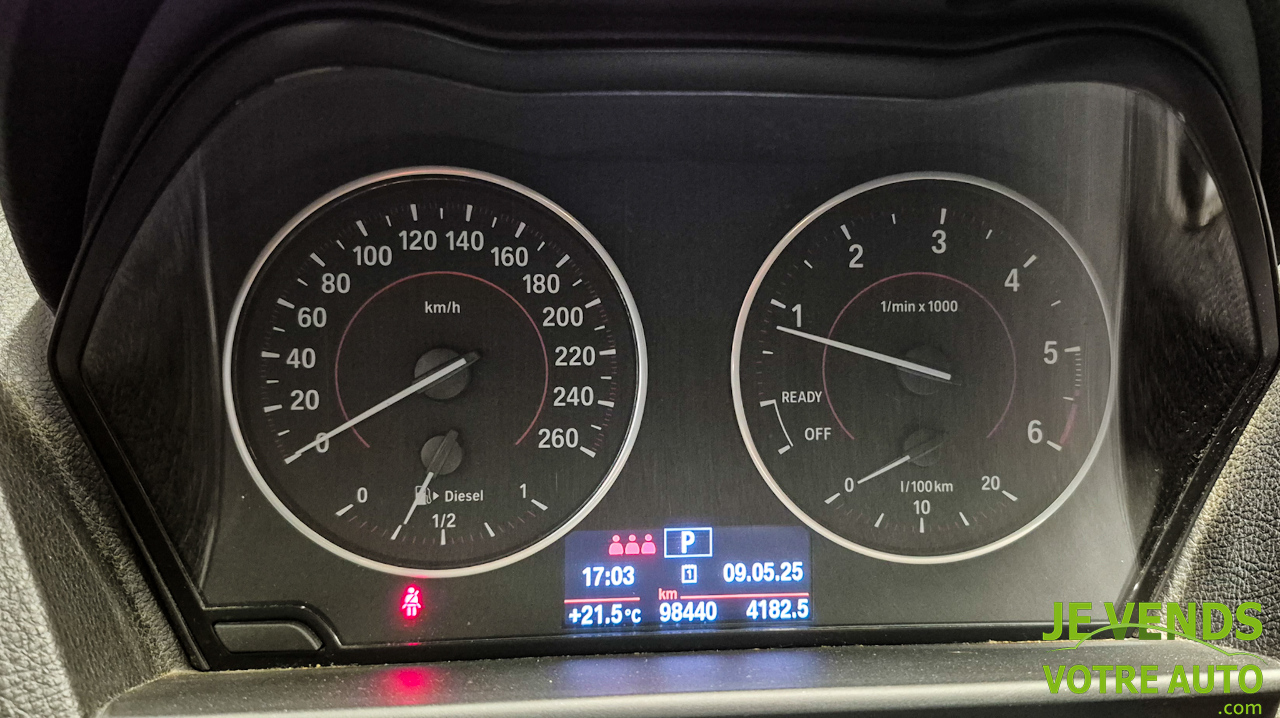 km/h
0
20
40
60
80
100
120
140
160
180
200
220
240
260
0
1/2
1
Diesel
1/min x 1000
READY
OFF
1
2
3
4
5
6
l/100km
0
10
20
P
17:03
1
09.05.25
km
+21.5°C
98440
4182.5
JE VENDS
VOTRE AUTO
.com